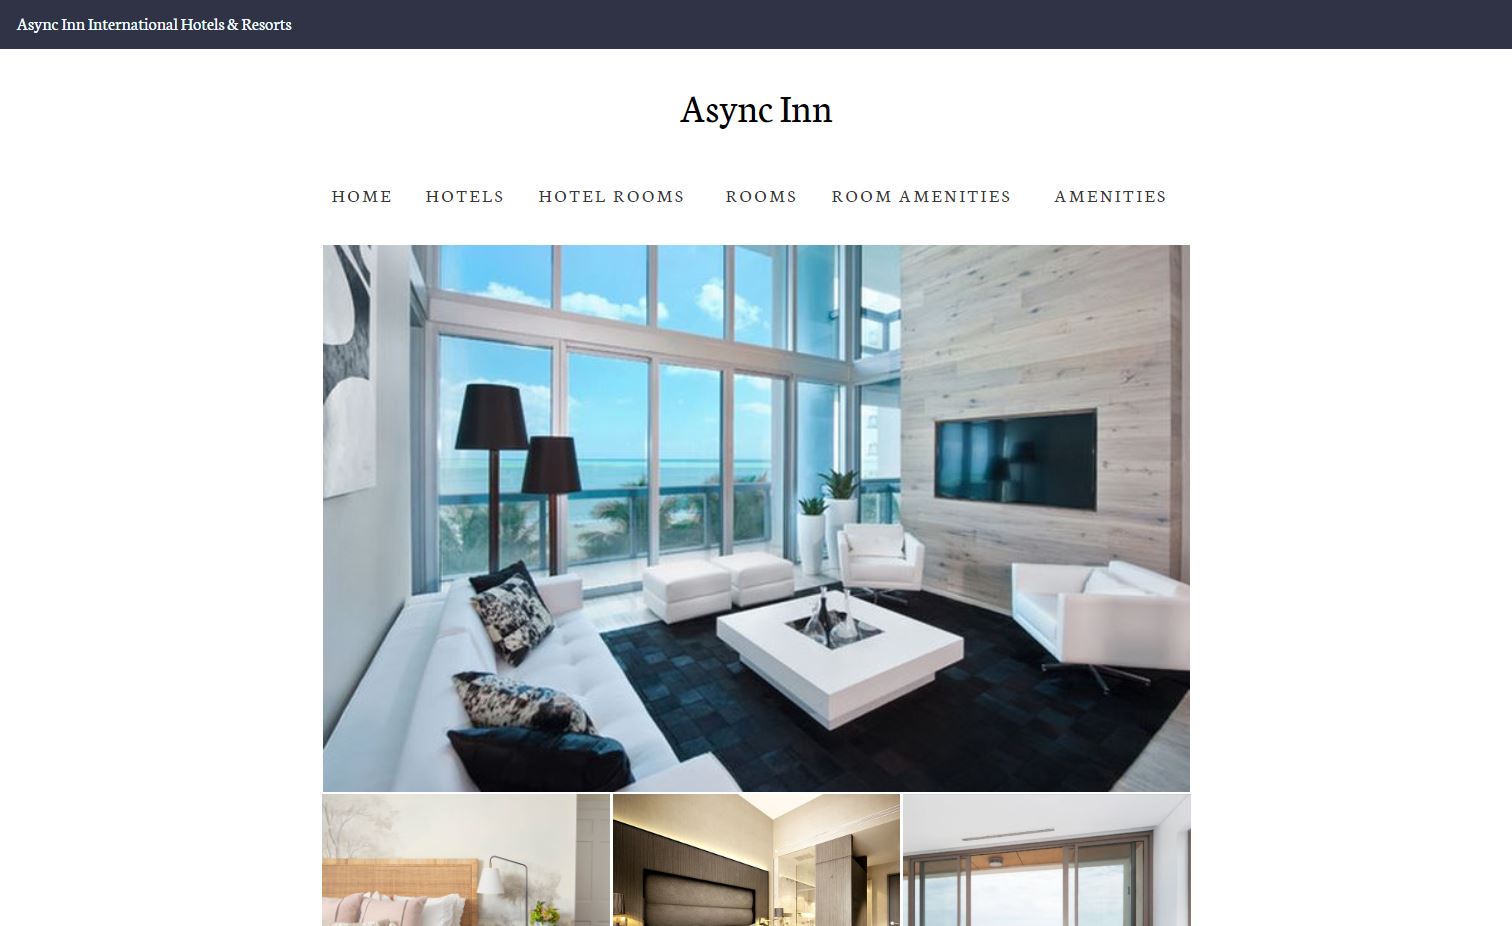 Async Inn International Hotels & Resorts
Async Inn
HOME HOTELS HOTEL ROOMS ROOMS ROOM AMENITIES AMENITIES